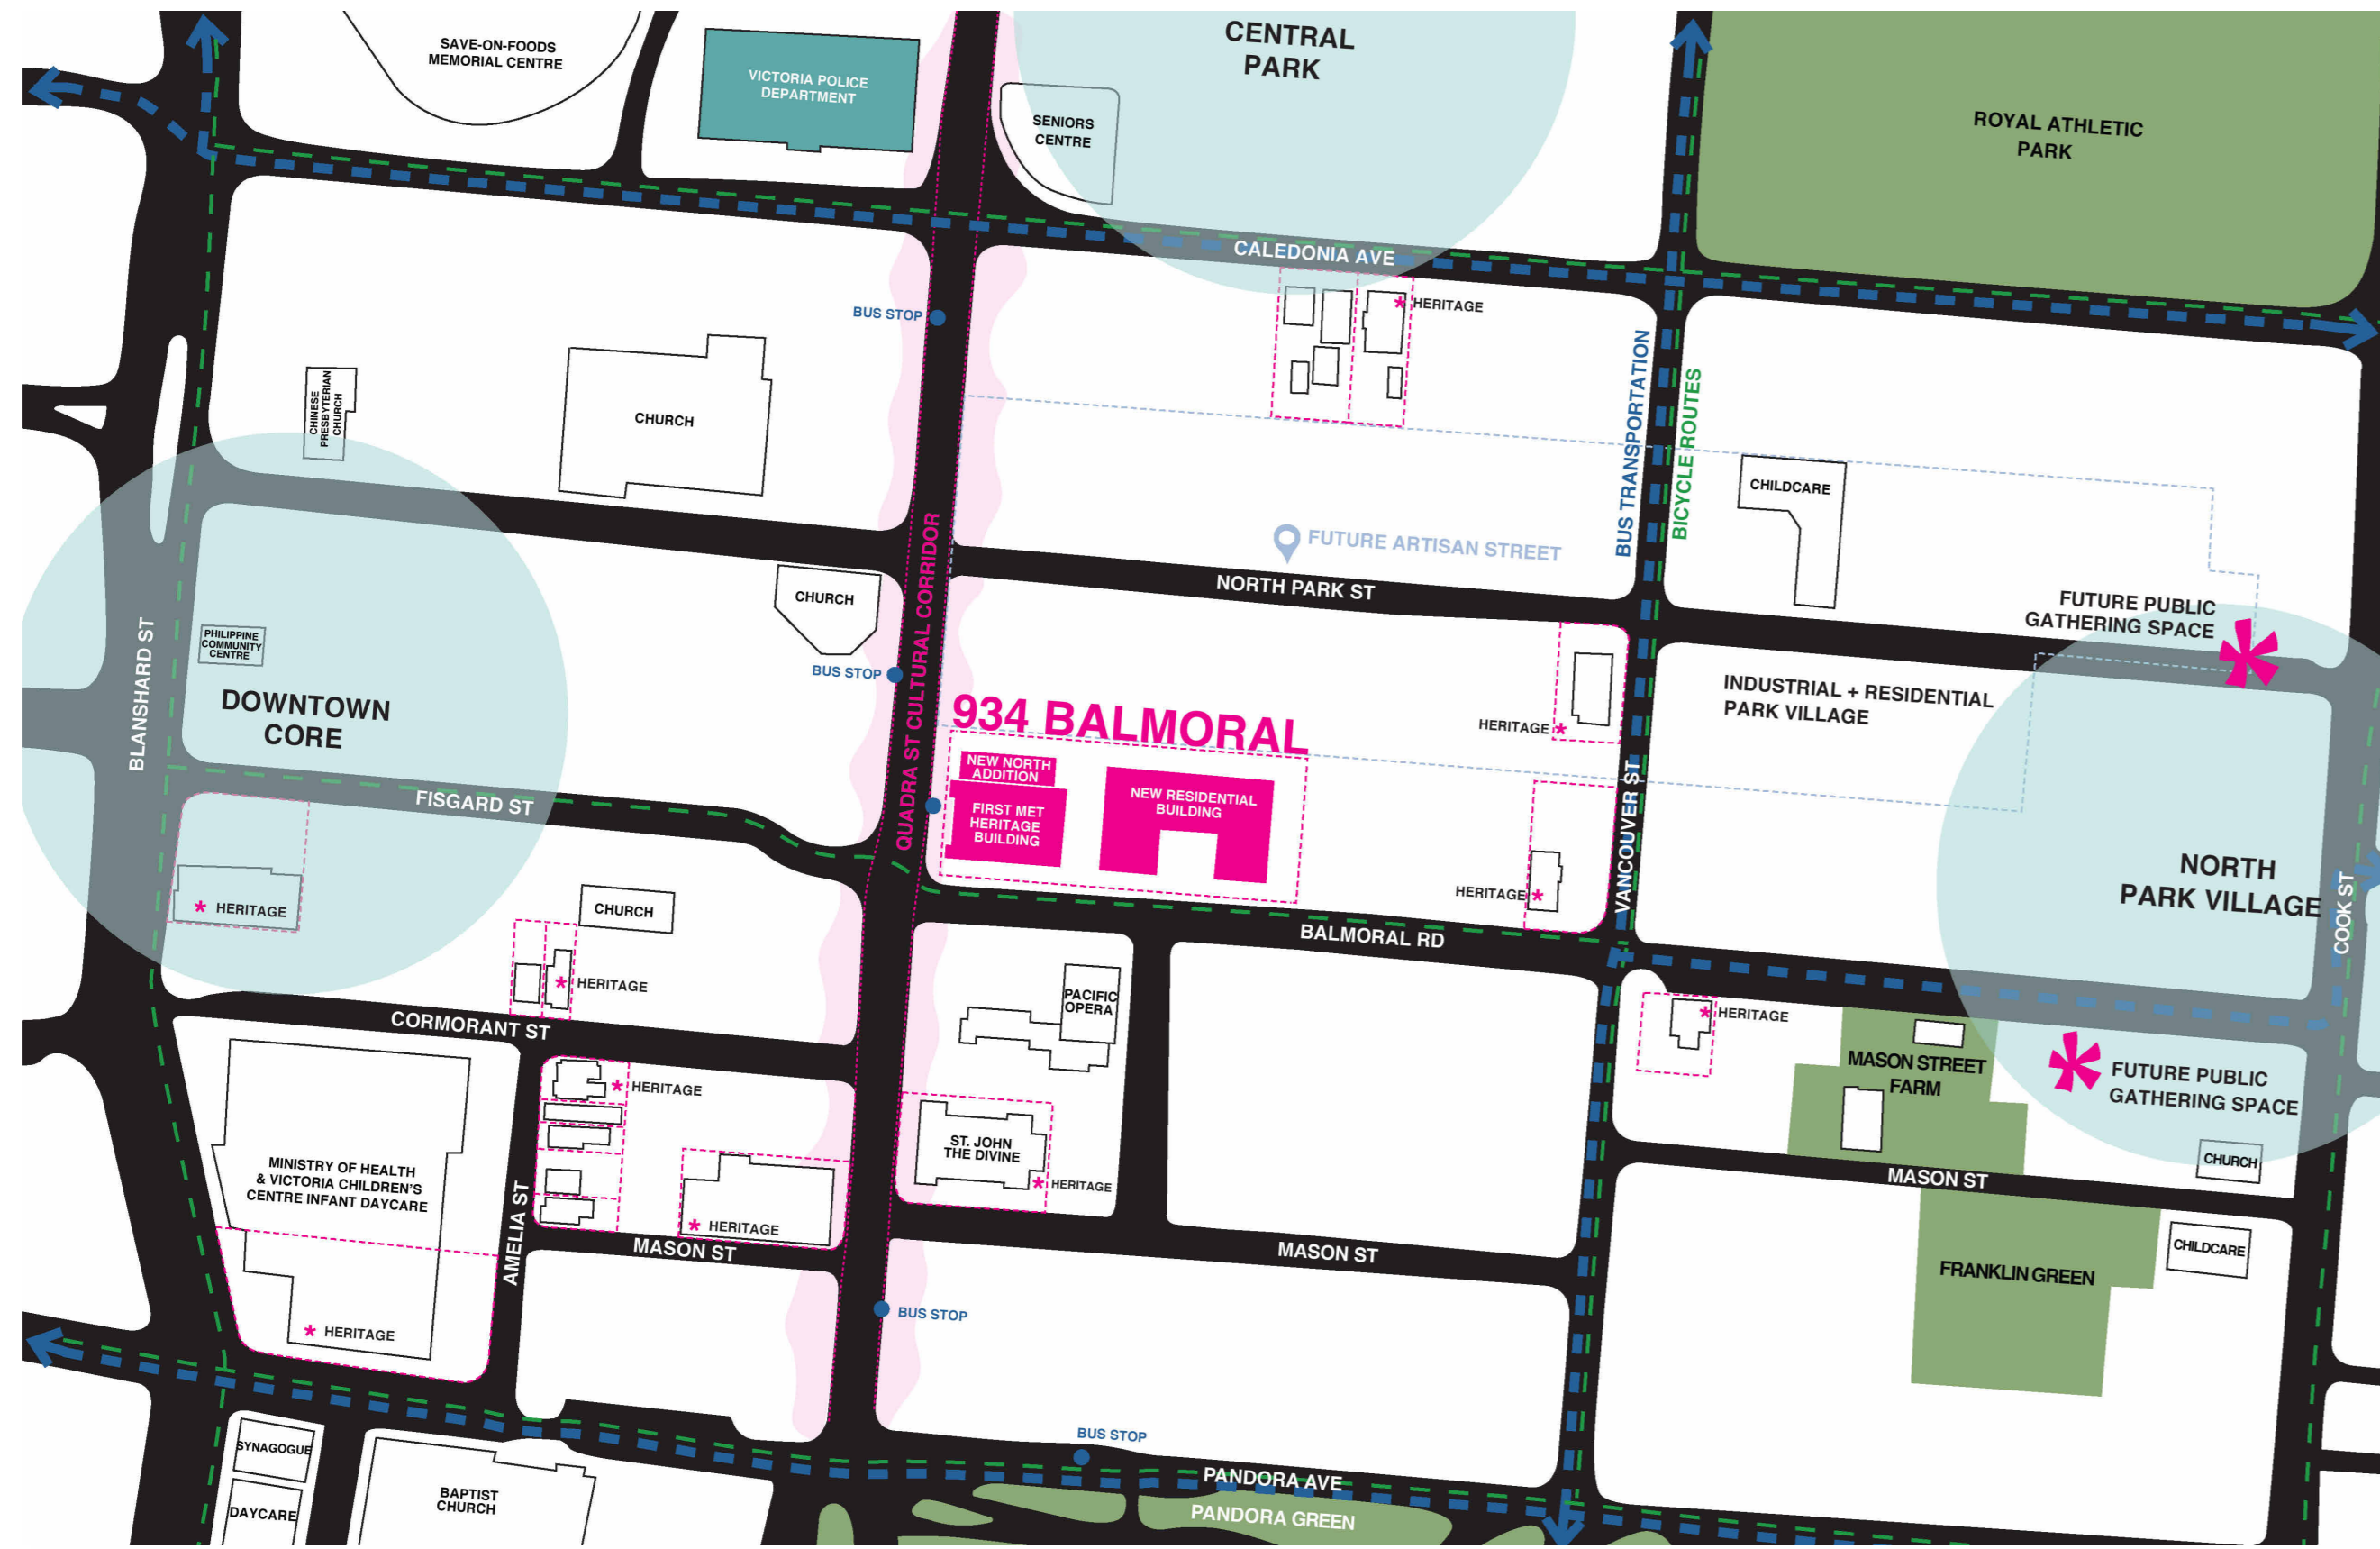 SAVE-ON-FOODS
MEMORIAL CENTRE
VICTORIA POLICE
DEPARTMENT
CENTRAL
PARK
SENIORS
CENTRE
ROYAL ATHLETIC
PARK
CALEDONIA AVE
BUS STOP
* HERITAGE
CHINESE
PRESBYTERIAN
CHURCH
CHURCH
BUS TRANSPORTATION
BICYCLE ROUTES
CHILDCARE
FUTURE ARTISAN STREET
QUADRA ST CULTURAL CORRIDOR
NORTH PARK ST
CHURCH
FUTURE PUBLIC
GATHERING SPACE
BLANSHARD ST
PHILIPPINE
COMMUNITY
CENTRE
BUS STOP
DOWNTOWN
CORE
934 BALMORAL
HERITAGE *
INDUSTRIAL + RESIDENTIAL
PARK VILLAGE
NEW NORTH
ADDITION
FIRST MET
HERITAGE
BUILDING
NEW RESIDENTIAL
BUILDING
VANCOUVER ST
FISGARD ST
NORTH
PARK VILLAGE
COOK ST
* HERITAGE
CHURCH
HERITAGE *
BALMORAL RD
* HERITAGE
PACIFIC
OPERA
* HERITAGE
CORMORANT ST
MASON STREET
FARM
FUTURE PUBLIC
GATHERING SPACE
* HERITAGE
ST. JOHN
THE DIVINE
* HERITAGE
MINISTRY OF HEALTH
& VICTORIA CHILDREN'S
CENTRE INFANT DAYCARE
CHURCH
MASON ST
AMELIA ST
* HERITAGE
MASON ST
MASON ST
CHILDCARE
FRANKLIN GREEN
BUS STOP
* HERITAGE
BUS STOP
SYNAGOGUE
PANDORA AVE
BAPTIST
CHURCH
DAYCARE
PANDORA GREEN